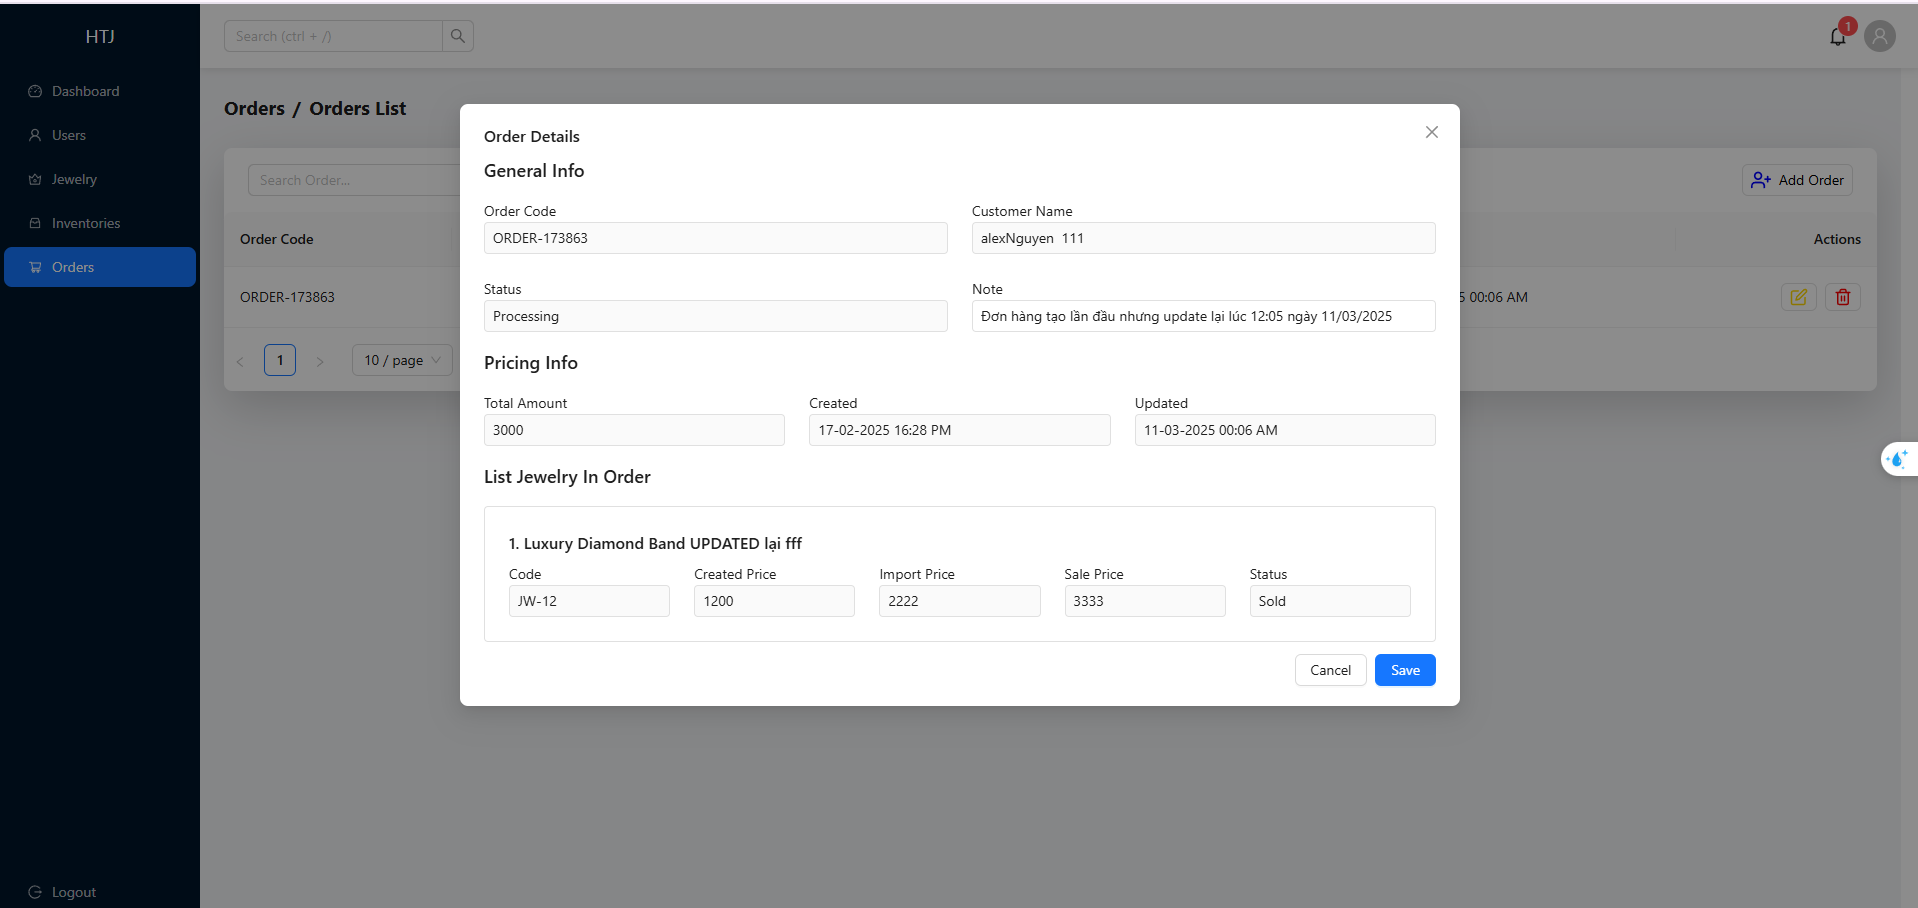 HTJ
Dashboard
Users
Jewelry
Inventories
Orders
Logout
Search (ctrl + /)
1
Orders / Orders List
Search Order...
Add Order
Order Code
Actions
ORDER-173863
5 00:06 AM
1
10 / page
Order Details
General Info
Order Code
Customer Name
ORDER-173863
alexNguyen  111
Status
Note
Processing
Đơn hàng tạo lần đầu nhưng update lại lúc 12:05 ngày 11/03/2025
Pricing Info
Total Amount
Created
Updated
3000
17-02-2025 16:28 PM
11-03-2025 00:06 AM
List Jewelry In Order
1. Luxury Diamond Band UPDATED lại fff
Code
Created Price
Import Price
Sale Price
Status
JW-12
1200
2222
3333
Sold
Cancel
Save